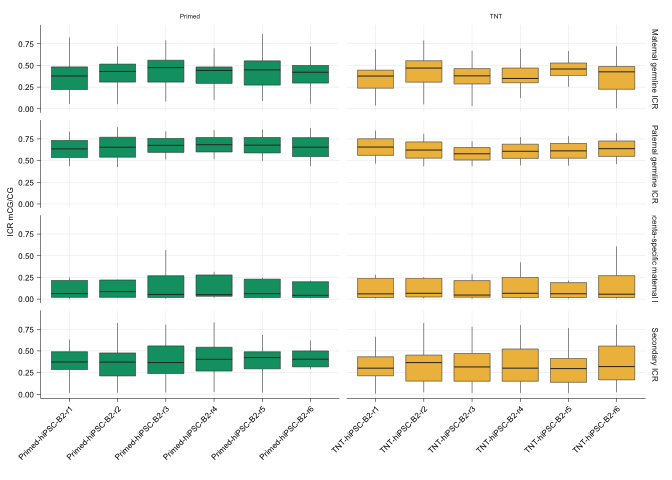 Primed
TNT
ICR mCG/CG
0.75
0.50
0.25
0.00
Maternal germline ICR
0.75
0.50
0.25
0.00
Paternal germline ICR
0.75
0.50
0.25
0.00
centa-specific maternal I
0.75
0.50
0.25
0.00
Secondary ICR
Primed-hiPSC-B2-r1
Primed-hiPSC-B2-r2
Primed-hiPSC-B2-r3
Primed-hiPSC-B2-r4
Primed-hiPSC-B2-r5
Primed-hiPSC-B2-r6
TNT-hiPSC-B2-r1
TNT-hiPSC-B2-r2
TNT-hiPSC-B2-r3
TNT-hiPSC-B2-r4
TNT-hiPSC-B2-r5
TNT-hiPSC-B2-r6